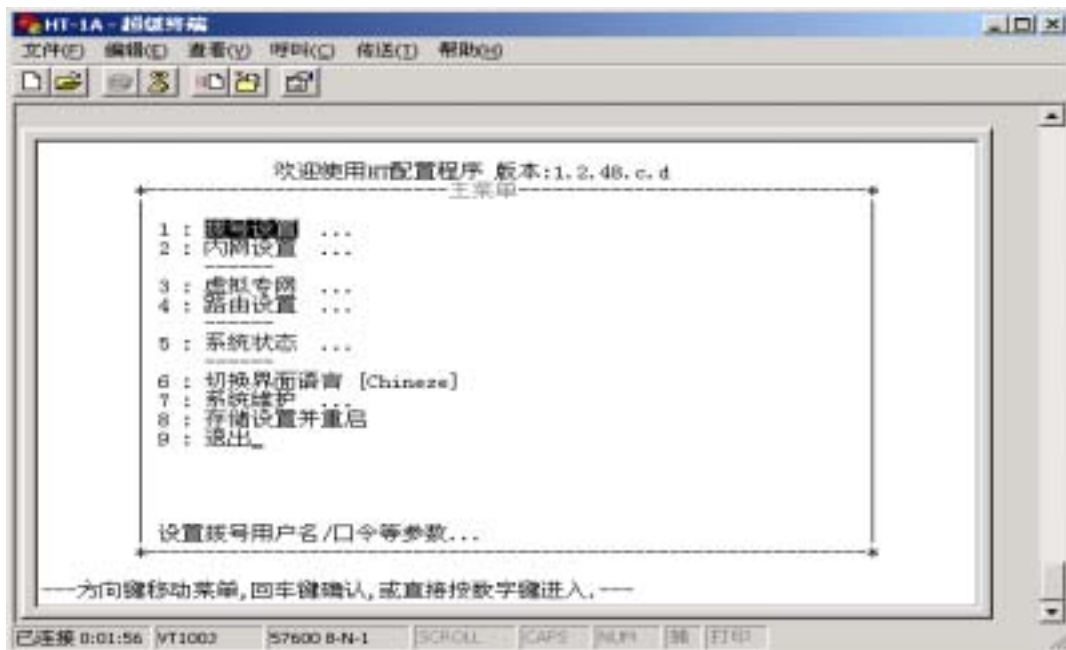 HT-1A - 超级终端
文件(F) 编辑(E) 查看(V) 呼叫(C) 传送(T) 帮助(H)
欢迎使用HT配置程序 版本:1.2.48.c.d
主菜单
1 : 拨号设置 ...
2 : 内网设置 ...
------
3 : 虚拟专网 ...
4 : 路由设置 ...
------
5 : 系统状态 ...
------
6 : 切换界面语言 [Chinese]
7 : 系统维护 ...
8 : 存储设置并重启
9 : 退出_
设置拨号用户名/口令等参数...
---方向键移动菜单,回车键确认,或直接按数字键进入.---
已连接 0:01:56 VT100J 57600 8-N-1 SCROLL CAPS NUM 捕 打印